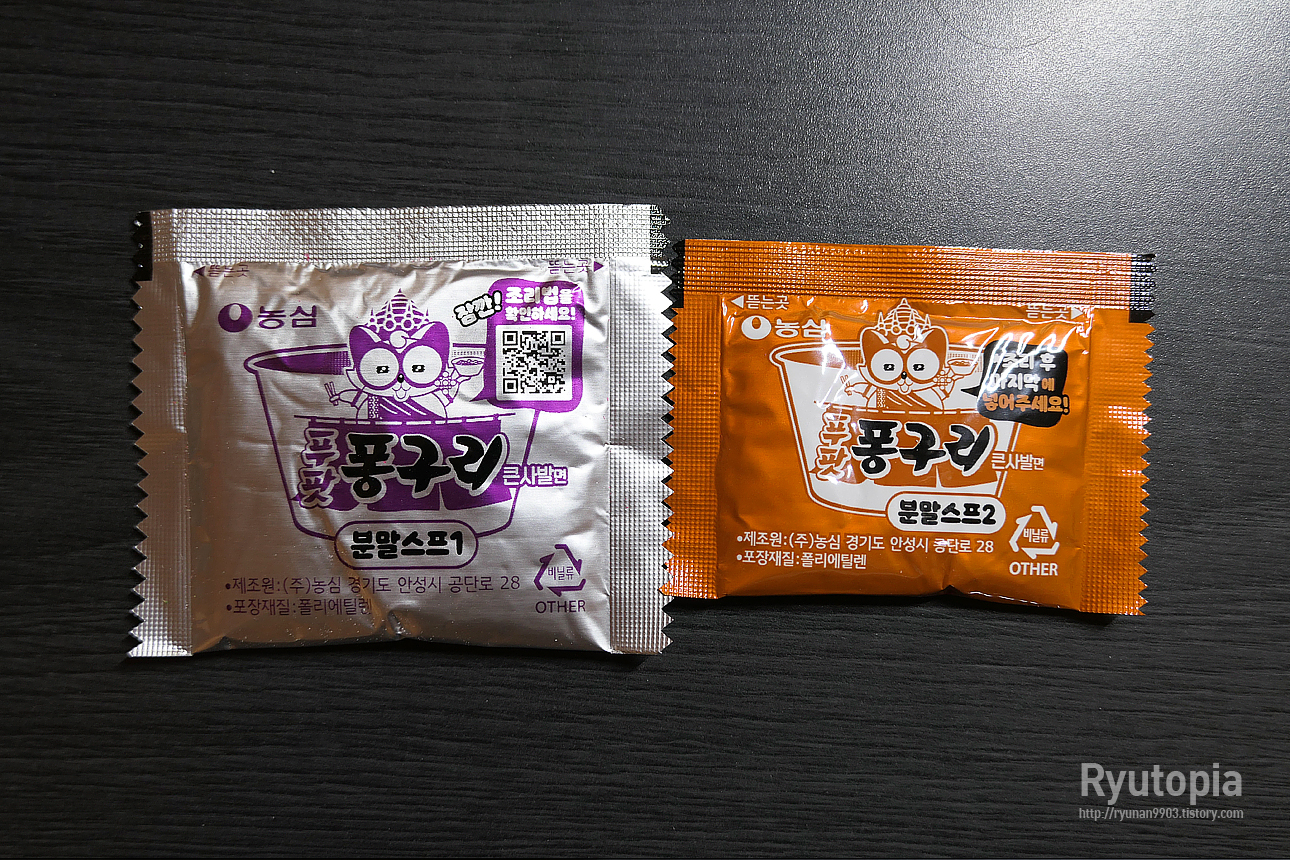 뜯는곳 뜯는곳
농심
잠깐! 조리법을
확인하세요!
푸팟
퐁구리
큰사발면
분말스프1
•제조원:(주)농심 경기도 안성시 공단로 28
•포장재질:폴리에틸렌
비닐류
OTHER
뜯는곳 뜯는곳
농심
조리 후
마지막에
넣어주세요!
푸팟
퐁구리
큰사발면
분말스프2
•제조원:(주)농심 경기도 안성시 공단로 28
•포장재질:폴리에틸렌
비닐류
OTHER
Ryutopia
http://ryunan9903.tistory.com